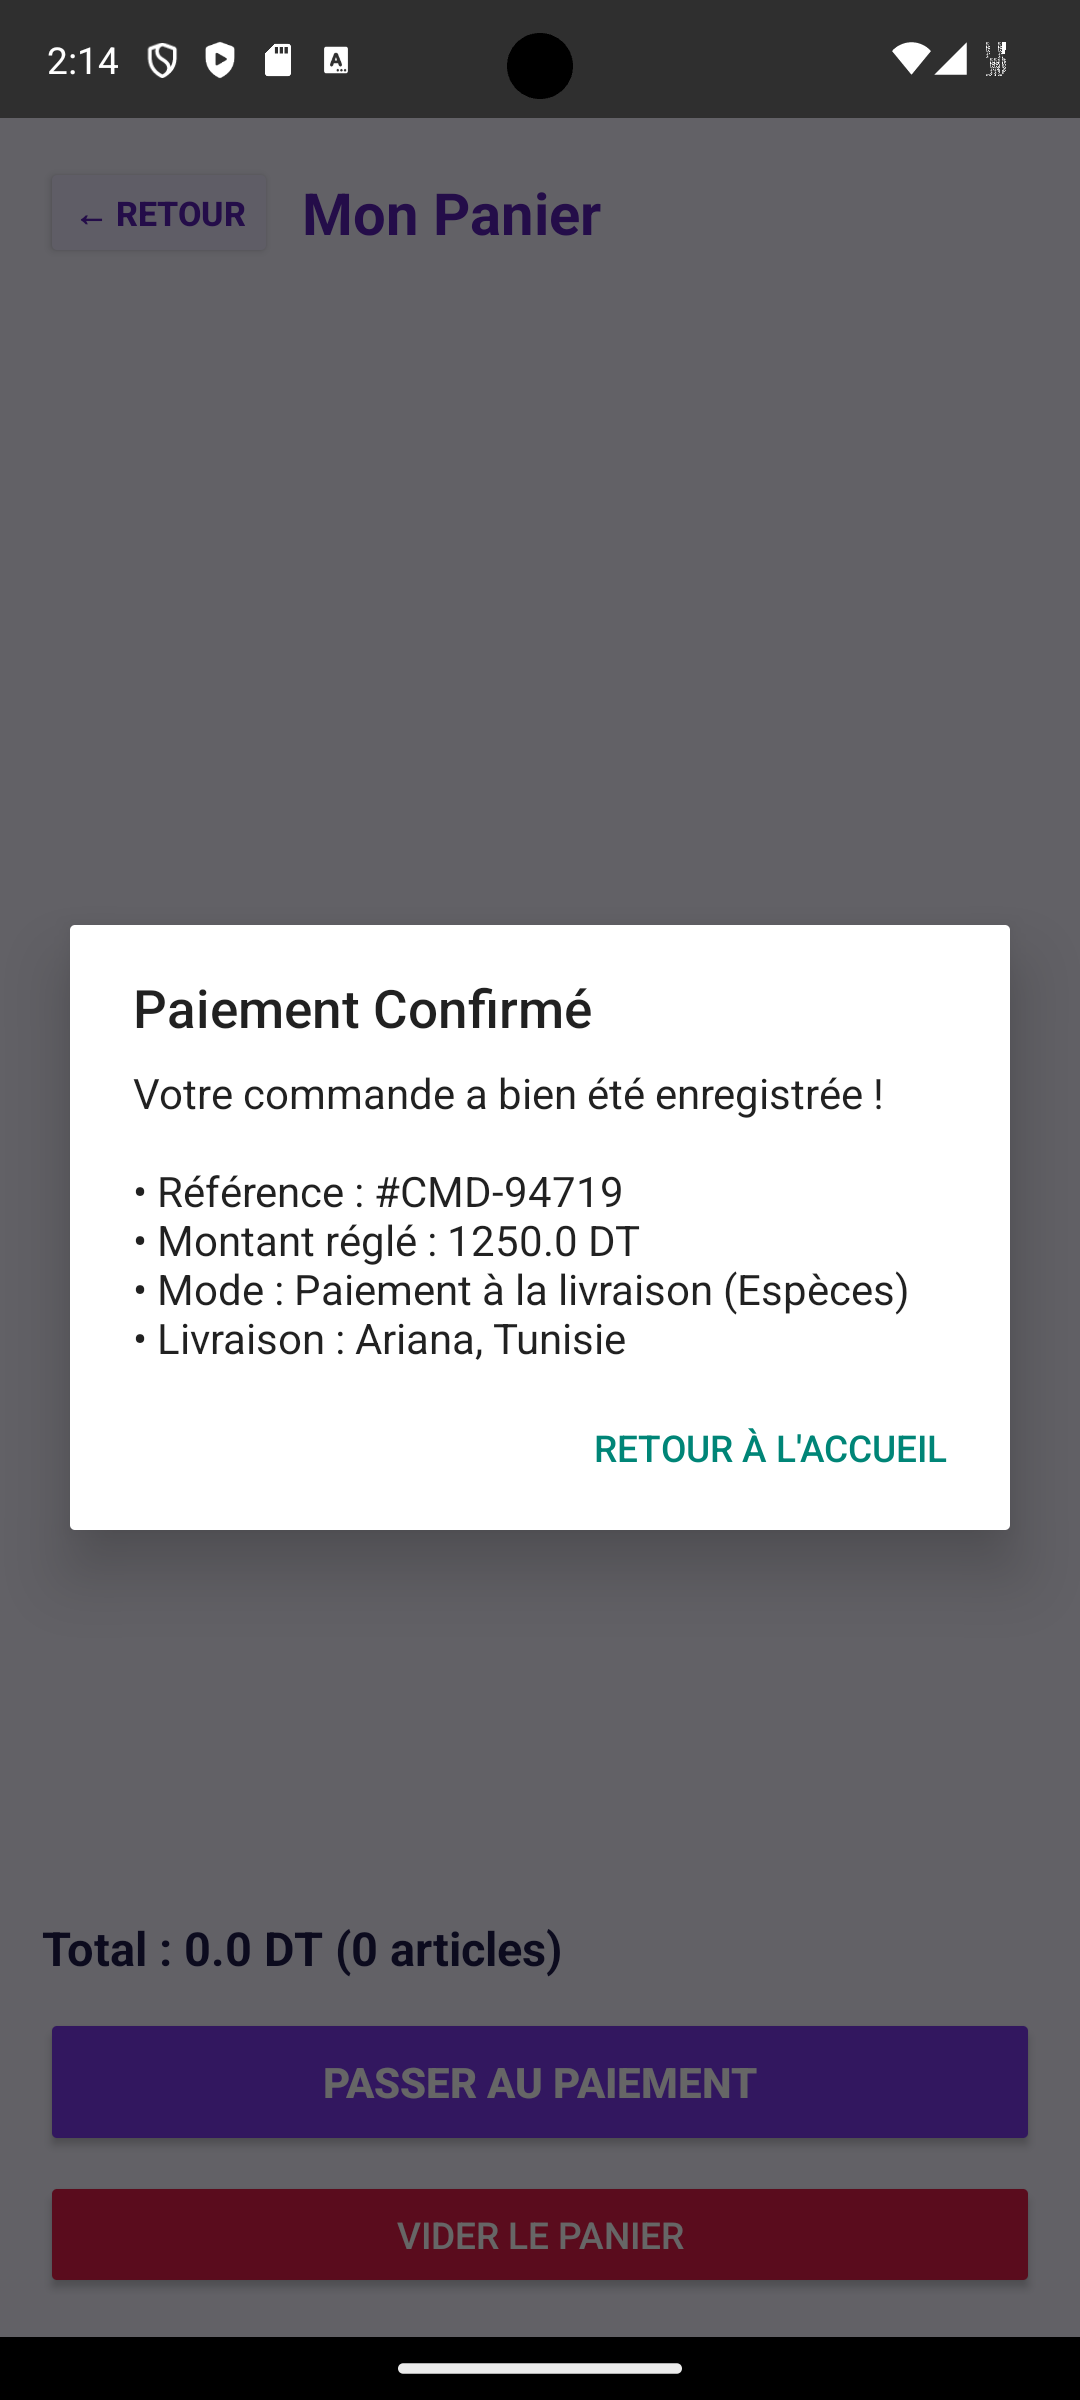 2:14
← RETOUR
Mon Panier
Paiement Confirmé
Votre commande a bien été enregistrée !
• Référence : #CMD-94719
• Montant réglé : 1250.0 DT
• Mode : Paiement à la livraison (Espèces)
• Livraison : Ariana, Tunisie
RETOUR À L'ACCUEIL
Total : 0.0 DT (0 articles)
PASSER AU PAIEMENT
VIDER LE PANIER